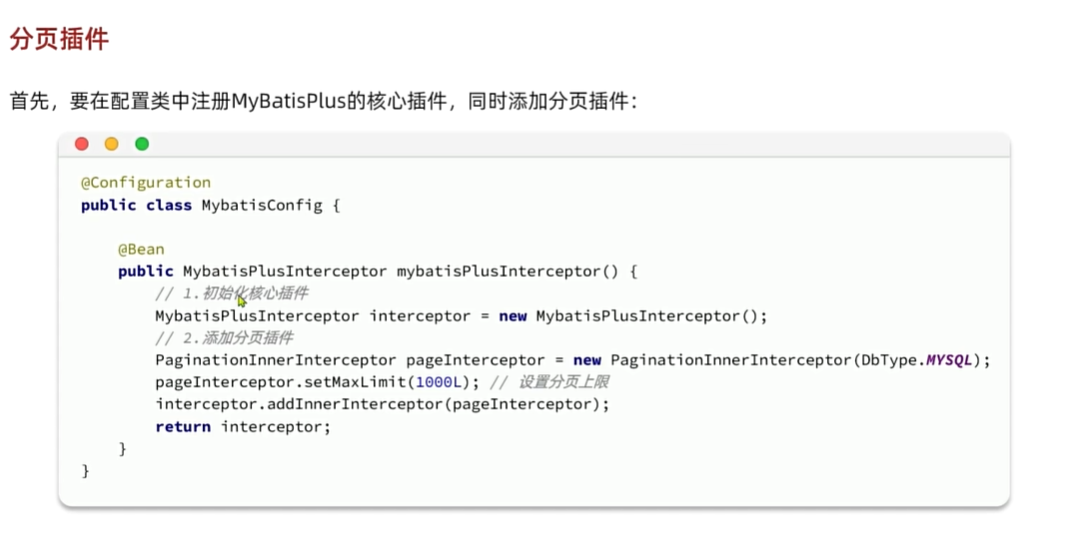 分页插件
首先，要在配置类中注册MyBatisPlus的核心插件，同时添加分页插件：
@Configuration
public class MybatisConfig {
@Bean
public MybatisPlusInterceptor mybatisPlusInterceptor() {
// 1.初始化核心插件
MybatisPlusInterceptor interceptor = new MybatisPlusInterceptor();
// 2.添加分页插件
PaginationInnerInterceptor pageInterceptor = new PaginationInnerInterceptor(DbType.MYSQL);
pageInterceptor.setMaxLimit(1000L); // 设置分页上限
interceptor.addInnerInterceptor(pageInterceptor);
return interceptor;
}
}